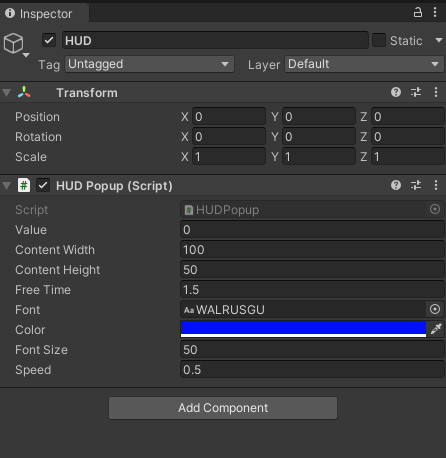 Inspector
HUD Static
Tag Untagged Layer Default
Transform
Position X 0 Y 0 Z 0
Rotation X 0 Y 0 Z 0
Scale X 1 Y 1 Z 1
# HUD Popup (Script)
Script # HUDPopup
Value 0
Content Width 100
Content Height 50
Free Time 1.5
Font Aa WALRUSGU
Color
Font Size 50
Speed 0.5
Add Component